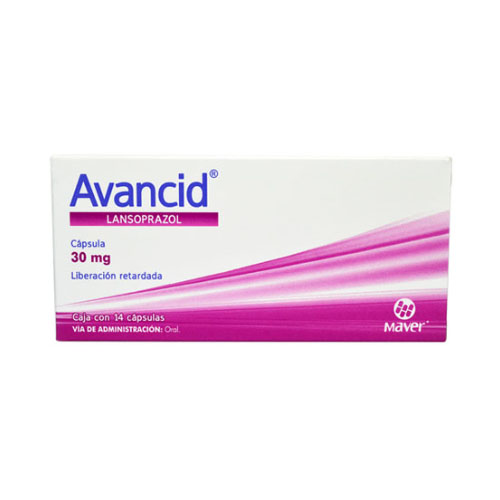 Avancid®
LANSOPRAZOL
Cápsula
30 mg
Liberación retardada
Caja con 14 cápsulas
VÍA DE ADMINISTRACIÓN: Oral.
Maver®